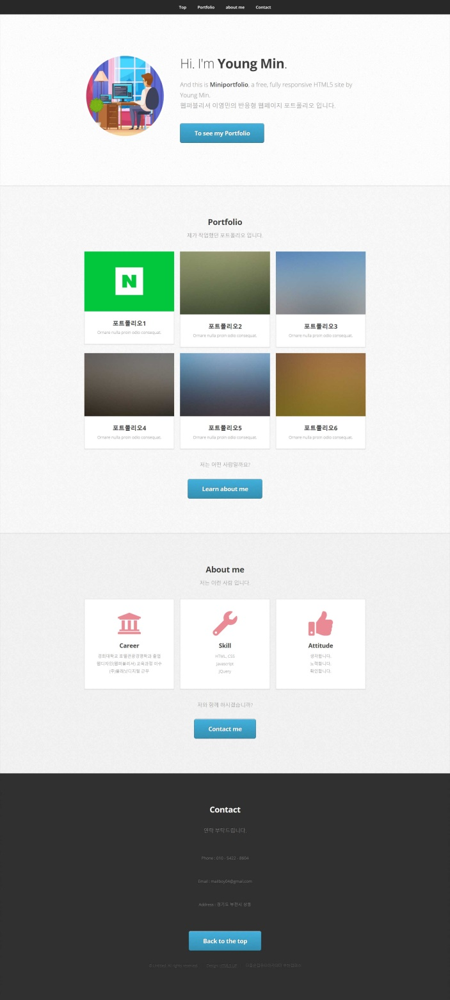 Top Portfolio about me Contact
Hi. I'm Young Min.
And this is Miniportfolio, a free, fully responsive HTML5 site by
Young Min.
웹퍼블리셔 이영민의 반응형 웹페이지 포트폴리오 입니다.
To see my Portfolio
Portfolio
제가 작업했던 포트폴리오 입니다.
N
포트폴리오1
Ornare nulla proin odio consequat.
포트폴리오2
Ornare nulla proin odio consequat.
포트폴리오3
Ornare nulla proin odio consequat.
포트폴리오4
Ornare nulla proin odio consequat.
포트폴리오5
Ornare nulla proin odio consequat.
포트폴리오6
Ornare nulla proin odio consequat.
저는 어떤 사람일까요?
Learn about me
About me
저는 이런 사람 입니다.
Career
경희대학교 호텔관광경영학과 졸업
웹디자인(웹퍼블리셔) 교육과정 이수
(주)플래닛디지털 근무
Skill
HTML, CSS
Javascript
jQuery
Attitude
생각합니다.
노력합니다.
확인합니다.
저와 함께 하시겠습니까?
Contact me
Contact
연락 부탁드립니다.
Phone : 010 - 5422 - 8604
Email : mailboy04@gmail.com
Address : 경기도 부천시 상동
Back to the top
© Untitled. All rights reserved. Design: HTML5 UP